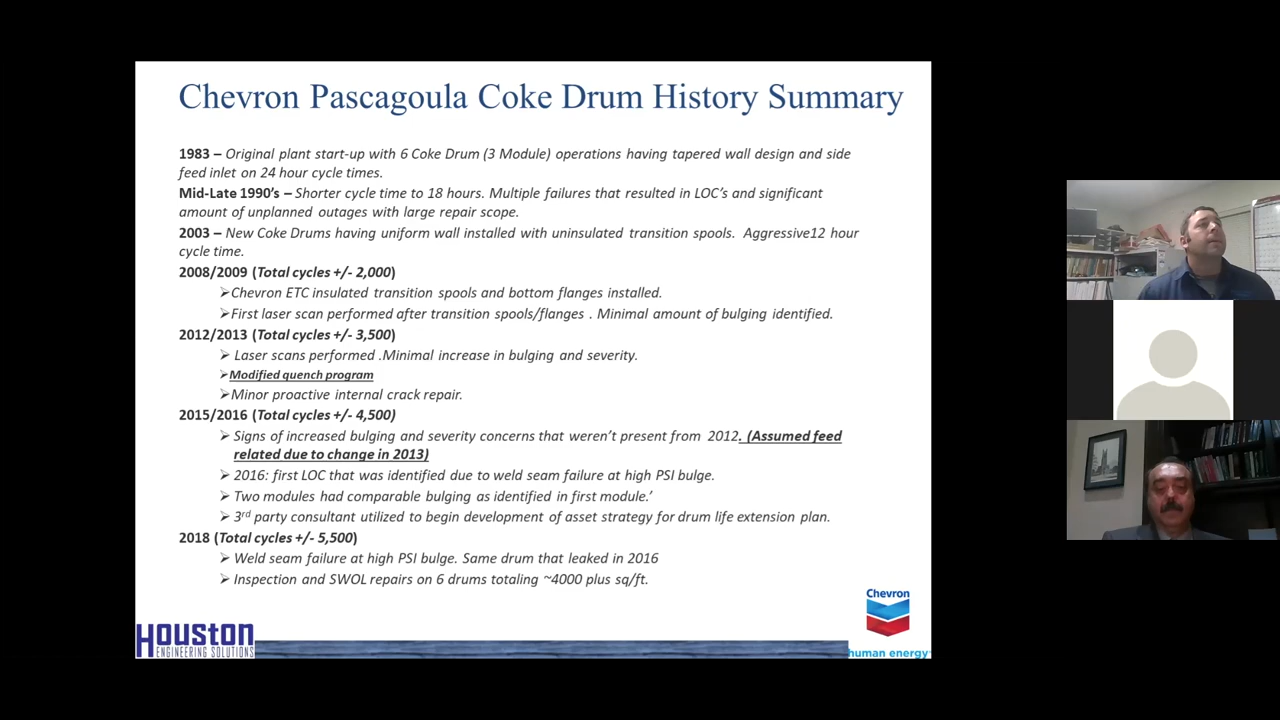 Chevron Pascagoula Coke Drum History Summary
1983 – Original plant start-up with 6 Coke Drum (3 Module) operations having tapered wall design and side
feed inlet on 24 hour cycle times.
Mid-Late 1990's – Shorter cycle time to 18 hours. Multiple failures that resulted in LOC's and significant
amount of unplanned outages with large repair scope.
2003 – New Coke Drums having uniform wall installed with uninsulated transition spools. Aggressive12 hour
cycle time.
2008/2009 (Total cycles +/- 2,000)
➢Chevron ETC insulated transition spools and bottom flanges installed.
➢First laser scan performed after transition spools/flanges . Minimal amount of bulging identified.
2012/2013 (Total cycles +/- 3,500)
➢ Laser scans performed .Minimal increase in bulging and severity.
➢Modified quench program
➢Minor proactive internal crack repair.
2015/2016 (Total cycles +/- 4,500)
➢ Signs of increased bulging and severity concerns that weren't present from 2012. (Assumed feed
related due to change in 2013)
➢ 2016: first LOC that was identified due to weld seam failure at high PSI bulge.
➢ Two modules had comparable bulging as identified in first module.'
➢ 3rd party consultant utilized to begin development of asset strategy for drum life extension plan.
2018 (Total cycles +/- 5,500)
➢ Weld seam failure at high PSI bulge. Same drum that leaked in 2016
➢ Inspection and SWOL repairs on 6 drums totaling ~4000 plus sq/ft.
Houston
ENGINEERING SOLUTIONS
Chevron
human energy